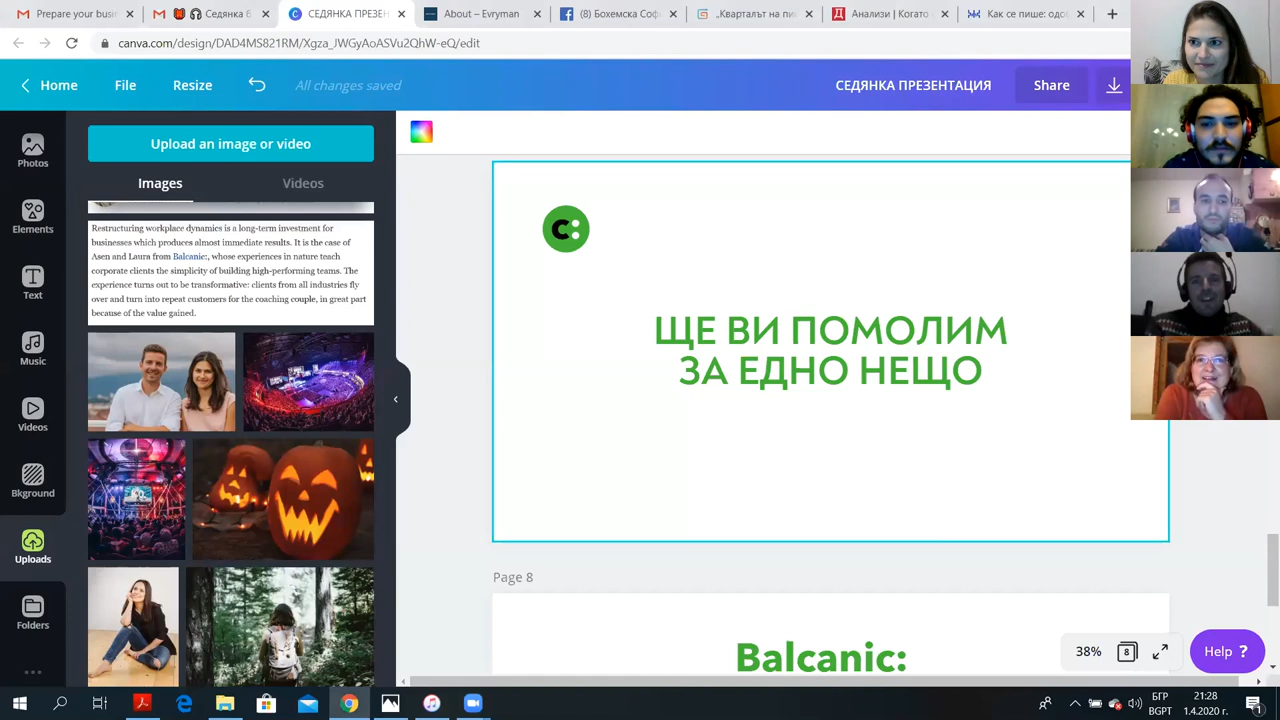 Prepare your busi
Седянка б
СЕДЯНКА ПРЕЗЕН
About – Evryman
(8) Бохемска Соф
„Кварталът на пи
Анализи | Когато
Как се пише: одо
canva.com/design/DAD4MS821RM/Xgza_JWGyAoASVu2QhW-eQ/edit
Home
File
Resize
All changes saved
СЕДЯНКА ПРЕЗЕНТАЦИЯ
Share
Photos
Elements
Text
Music
Videos
Bkground
Uploads
Folders
Upload an image or video
Images
Videos
Restructuring workplace dynamics is a long-term investment for
businesses which produces almost immediate results. It is the case of
Asen and Laura from Balcanic:, whose experiences in nature teach
corporate clients the simplicity of building high-performing teams. The
experience turns out to be transformative: clients from all industries fly
over and turn into repeat customers for the coaching couple, in great part
because of the value gained.
C:
ЩЕ ВИ ПОМОЛИМ
ЗА ЕДНО НЕЩО
Page 8
Balcanic:
38%
8
Help ?
БГР
BGPT
21:28
1.4.2020 г.
1